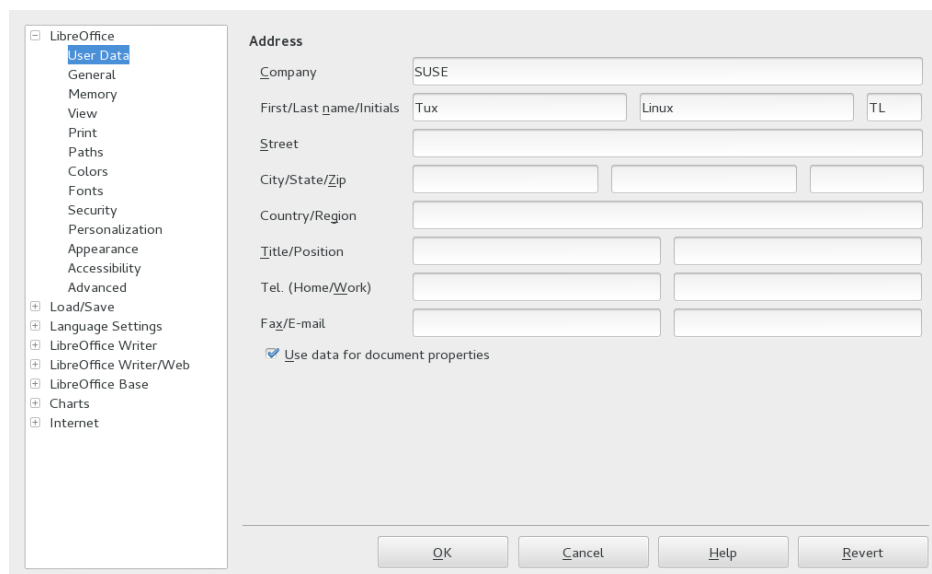 LibreOffice
User Data
General
Memory
View
Print
Paths
Colors
Fonts
Security
Personalization
Appearance
Accessibility
Advanced
Load/Save
Language Settings
LibreOffice Writer
LibreOffice Writer/Web
LibreOffice Base
Charts
Internet
Address
Company SUSE
First/Last name/Initials Tux Linux TL
Street
City/State/Zip
Country/Region
Title/Position
Tel. (Home/Work)
Fax/E-mail
Use data for document properties
OK Cancel Help Revert